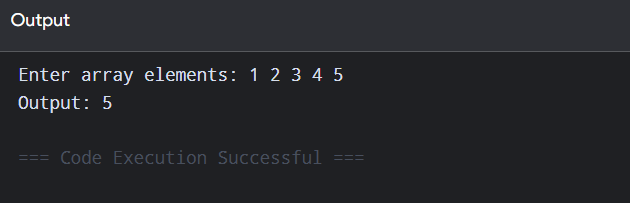 Output
Enter array elements: 1 2 3 4 5
Output: 5
=== Code Execution Successful ===